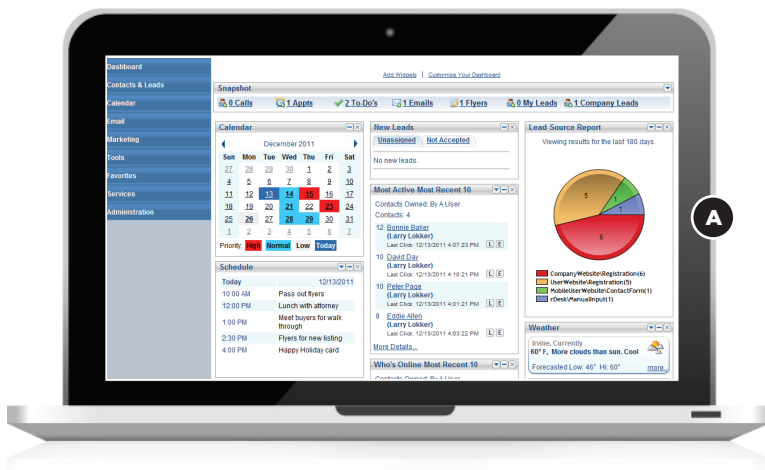 Dashboard
Contacts & Leads
Calendar
Email
Marketing
Tools
Favorites
Services
Administration
Add Widgets | Customize Your Dashboard
Snapshot
0 Calls 1 Appts 2 To-Do's 1 Emails 1 Flyers 0 My Leads 1 Company Leads
Calendar
December 2011
Sun Mon Tue Wed Thu Fri Sat
27 28 29 30 1 2 3
4 5 6 7 8 9 10
11 12 13 14 15 16 17
18 19 20 21 22 23 24
25 26 27 28 29 30 31
1 2 3 4 5 6 7
Priority: High Normal Low Today
Schedule
Today 12/13/2011
10:00 AM Pass out flyers
12:00 PM Lunch with attorney
1:00 PM Meet buyers for walk
through
2:30 PM Flyers for new listing
4:00 PM Happy Holiday card
New Leads
Unassigned Not Accepted
No new leads.
Most Active Most Recent 10
Contacts Owned: By A User
Contacts: 4
12 Bonnie Baker
(Larry Lokker)
Last Click: 12/13/2011 4:07:23 PM L E
10 David Day
(Larry Lokker)
Last Click: 12/13/2011 4:10:21 PM L E
10 Peter Page
(Larry Lokker)
Last Click: 12/13/2011 4:01:21 PM L E
8 Eddie Allen
(Larry Lokker)
Last Click: 12/13/2011 4:03:22 PM L E
More Details...
Who's Online Most Recent 10
Contacts Owned: By A User
Lead Source Report
Viewing results for the last 180 days.
5
1
1
6
CompanyWebsite\Registration(6)
UserWebsite\Registration(5)
MobileUserWebsite\ContactForm(1)
rDesk\ManualInput(1)
Weather
Irvine, Currently
60° F, More clouds than sun. Cool
Forecasted Low: 46° Hi: 60° more..
A